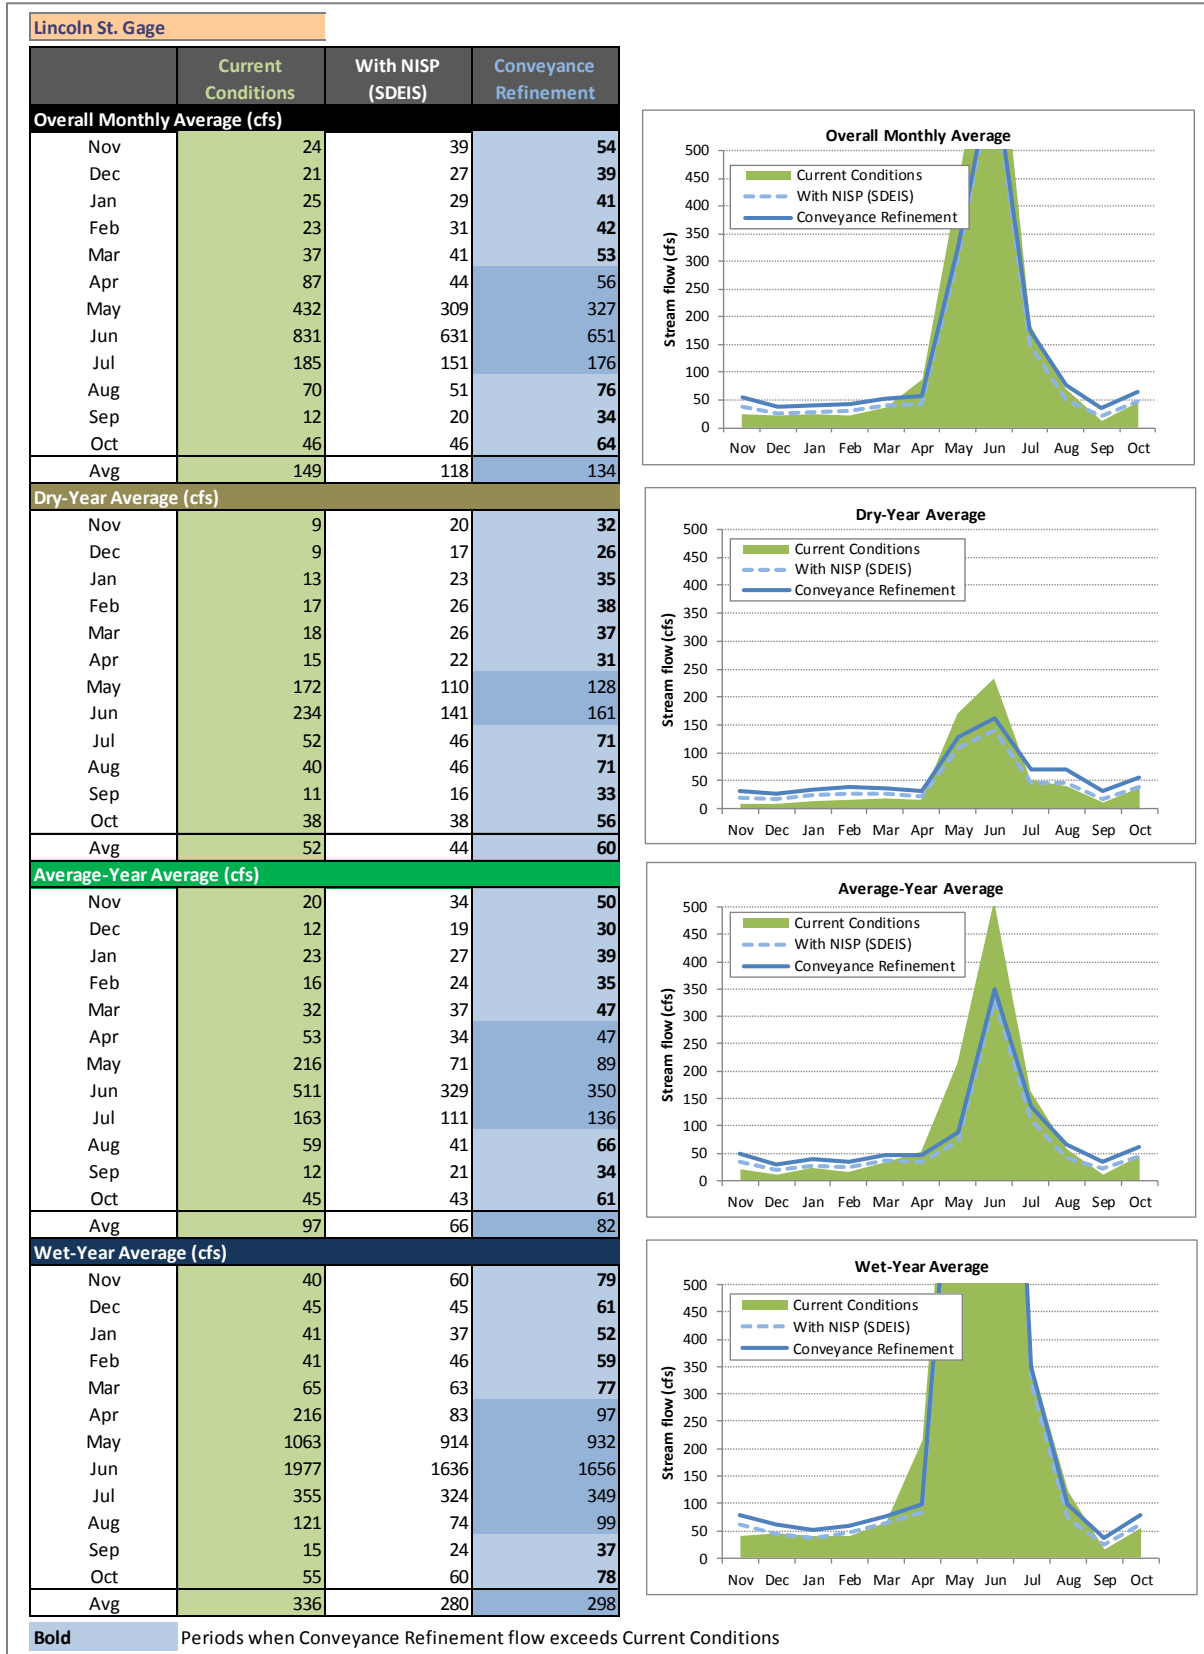 Lincoln St. Gage
Current Conditions With NISP (SDEIS) Conveyance Refinement
Overall Monthly Average (cfs)
Nov 24 39 54
Dec 21 27 39
Jan 25 29 41
Feb 23 31 42
Mar 37 41 53
Apr 87 44 56
May 432 309 327
Jun 831 631 651
Jul 185 151 176
Aug 70 51 76
Sep 12 20 34
Oct 46 46 64
Avg 149 118 134
Dry-Year Average (cfs)
Nov 9 20 32
Dec 9 17 26
Jan 13 23 35
Feb 17 26 38
Mar 18 26 37
Apr 15 22 31
May 172 110 128
Jun 234 141 161
Jul 52 46 71
Aug 40 46 71
Sep 11 16 33
Oct 38 38 56
Avg 52 44 60
Average-Year Average (cfs)
Nov 20 34 50
Dec 12 19 30
Jan 23 27 39
Feb 16 24 35
Mar 32 37 47
Apr 53 34 47
May 216 71 89
Jun 511 329 350
Jul 163 111 136
Aug 59 41 66
Sep 12 21 34
Oct 45 43 61
Avg 97 66 82
Wet-Year Average (cfs)
Nov 40 60 79
Dec 45 45 61
Jan 41 37 52
Feb 41 46 59
Mar 65 63 77
Apr 216 83 97
May 1063 914 932
Jun 1977 1636 1656
Jul 355 324 349
Aug 121 74 99
Sep 15 24 37
Oct 55 60 78
Avg 336 280 298
Bold Periods when Conveyance Refinement flow exceeds Current Conditions
Overall Monthly Average
Current Conditions
With NISP (SDEIS)
Conveyance Refinement
Stream flow (cfs)
500
450
400
350
300
250
200
150
100
50
0
Nov Dec Jan Feb Mar Apr May Jun Jul Aug Sep Oct
Dry-Year Average
Current Conditions
With NISP (SDEIS)
Conveyance Refinement
Stream flow (cfs)
500
450
400
350
300
250
200
150
100
50
0
Nov Dec Jan Feb Mar Apr May Jun Jul Aug Sep Oct
Average-Year Average
Current Conditions
With NISP (SDEIS)
Conveyance Refinement
Stream flow (cfs)
500
450
400
350
300
250
200
150
100
50
0
Nov Dec Jan Feb Mar Apr May Jun Jul Aug Sep Oct
Wet-Year Average
Current Conditions
With NISP (SDEIS)
Conveyance Refinement
Stream flow (cfs)
500
450
400
350
300
250
200
150
100
50
0
Nov Dec Jan Feb Mar Apr May Jun Jul Aug Sep Oct